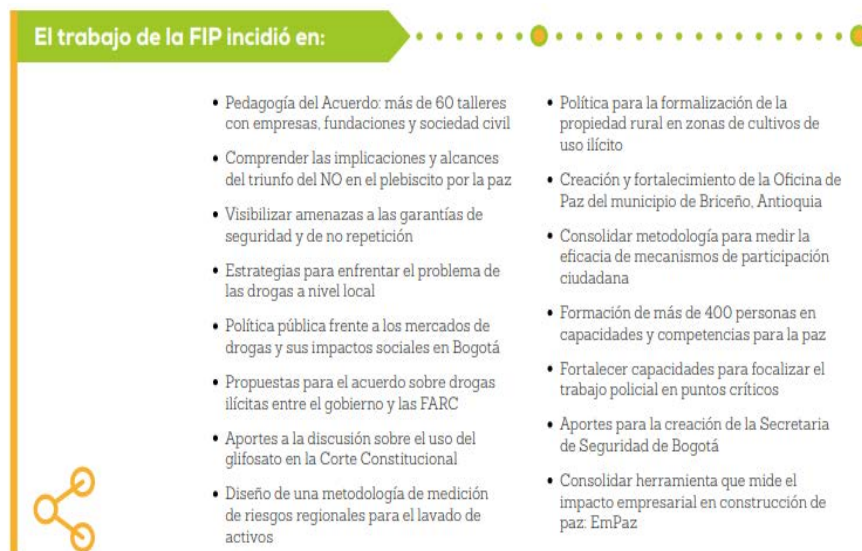 El trabajo de la FIP incidió en:
• Pedagogía del Acuerdo: más de 60 talleres
con empresas, fundaciones y sociedad civil
• Comprender las implicaciones y alcances
del triunfo del NO en el plebiscito por la paz
• Visibilizar amenazas a las garantías de
seguridad y de no repetición
• Estrategias para enfrentar el problema de
las drogas a nivel local
• Política pública frente a los mercados de
drogas y sus impactos sociales en Bogotá
• Propuestas para el acuerdo sobre drogas
ilícitas entre el gobierno y las FARC
• Aportes a la discusión sobre el uso del
glifosato en la Corte Constitucional
• Diseño de una metodología de medición
de riesgos regionales para el lavado de
activos
• Política para la formalización de la
propiedad rural en zonas de cultivos de
uso ilícito
• Creación y fortalecimiento de la Oficina de
Paz del municipio de Briceño, Antioquia
• Consolidar metodología para medir la
eficacia de mecanismos de participación
ciudadana
• Formación de más de 400 personas en
capacidades y competencias para la paz
• Fortalecer capacidades para focalizar el
trabajo policial en puntos críticos
• Aportes para la creación de la Secretaria
de Seguridad de Bogotá
• Consolidar herramienta que mide el
impacto empresarial en construcción de
paz: EmPaz